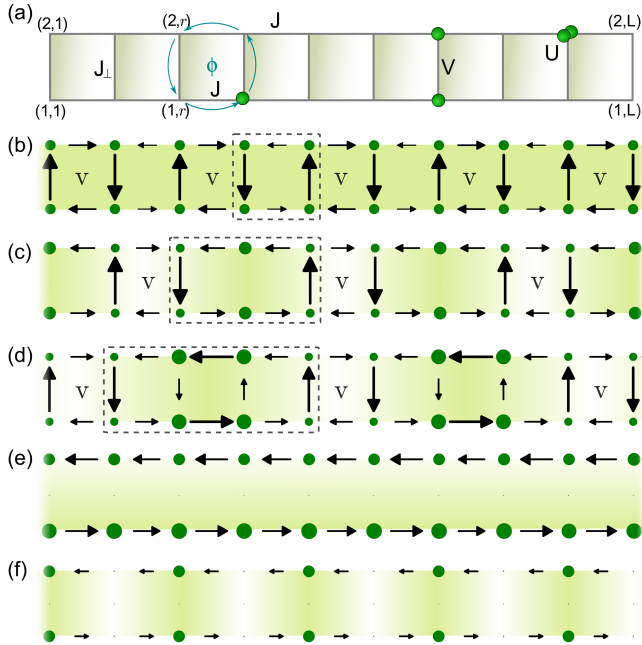 (a)
(2,1) (2,r) J (2,L)
J⊥ ϕ V U
J
(1,1) (1,r) (1,L)
(b)
v v v v v
(c)
v v v
(d)
v v v
(e)
(f)